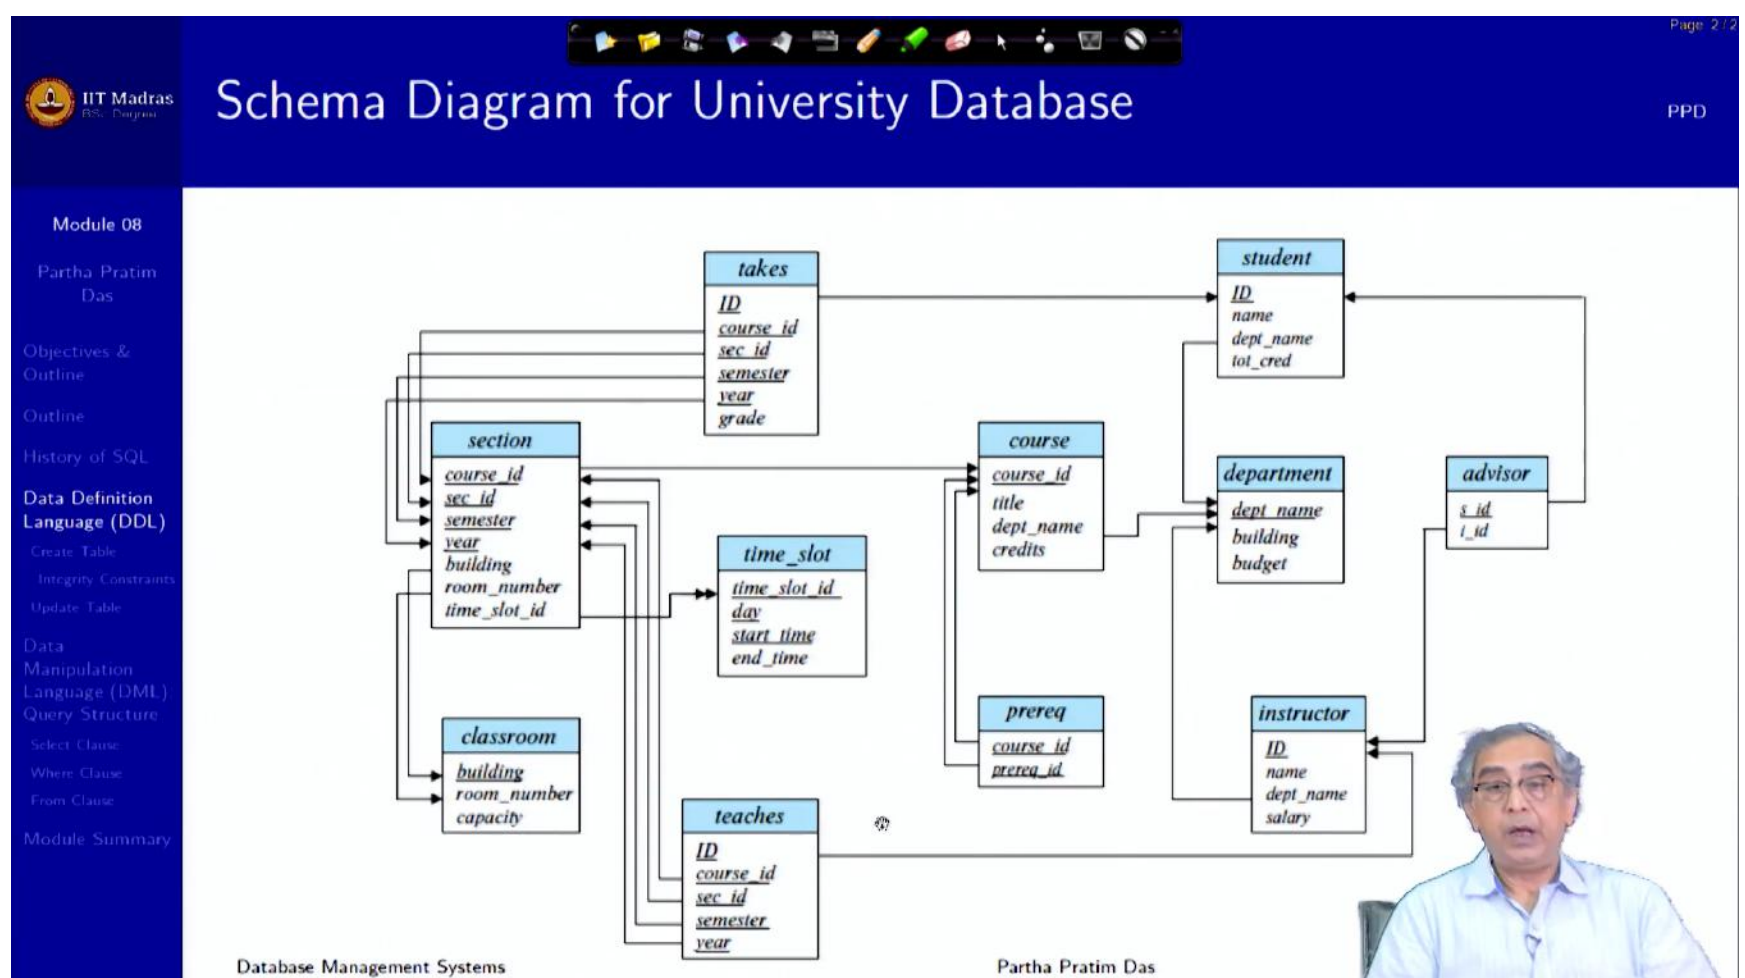 Page 2/2
IIT Madras
BS. Degree
Schema Diagram for University Database
PPD
Module 08
Partha Pratim
Das
Objectives &
Outline
Outline
History of SQL
Data Definition
Language (DDL)
Create Table
Integrity Constraints
Update Table
Data
Manipulation
Language (DML):
Query Structure
Select Clause
Where Clause
From Clause
Module Summary
takes
ID
course_id
sec_id
semester
year
grade
student
ID
name
dept_name
tot_cred
section
course_id
sec_id
semester
year
building
room_number
time_slot_id
course
course_id
title
dept_name
credits
department
dept_name
building
budget
advisor
s_id
i_id
time_slot
time_slot_id
day
start_time
end_time
prereq
course_id
prereq_id
instructor
ID
name
dept_name
salary
classroom
building
room_number
capacity
teaches
ID
course_id
sec_id
semester
year
Database Management Systems
Partha Pratim Das